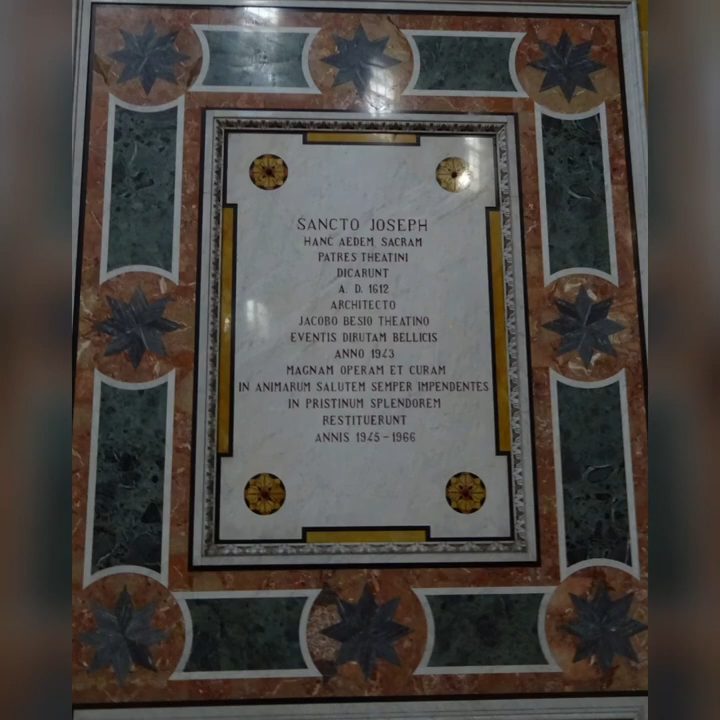 SANCTO JOSEPH
HANC AEDEM SACRAM
PATRES THEATINI
DICARUNT
A. D. 1612
ARCHITECTO
JACOBO BESIO THEATINO
EVENTIS DIRUTAM BELLICIS
ANNO 1943
MAGNAM OPERAM ET CURAM
IN ANIMARUM SALUTEM SEMPER IMPENDENTES
IN PRISTINUM SPLENDOREM
RESTITUERUNT
ANNIS 1945-1966